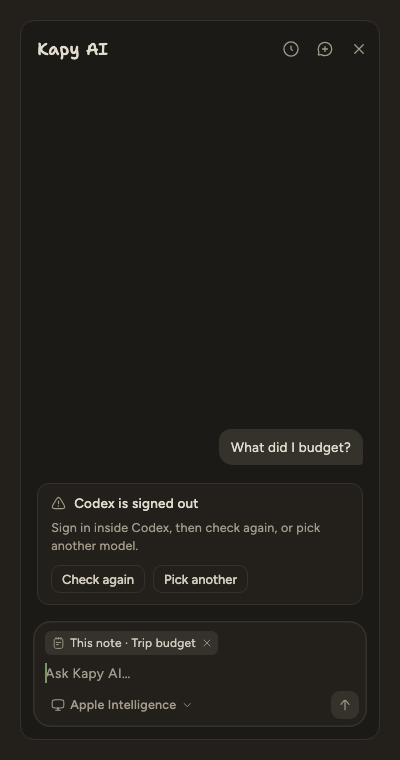 Kapy AI
What did I budget?
Codex is signed out
Sign in inside Codex, then check again, or pick
another model.
Check again
Pick another
This note · Trip budget
Ask Kapy AI...
Apple Intelligence